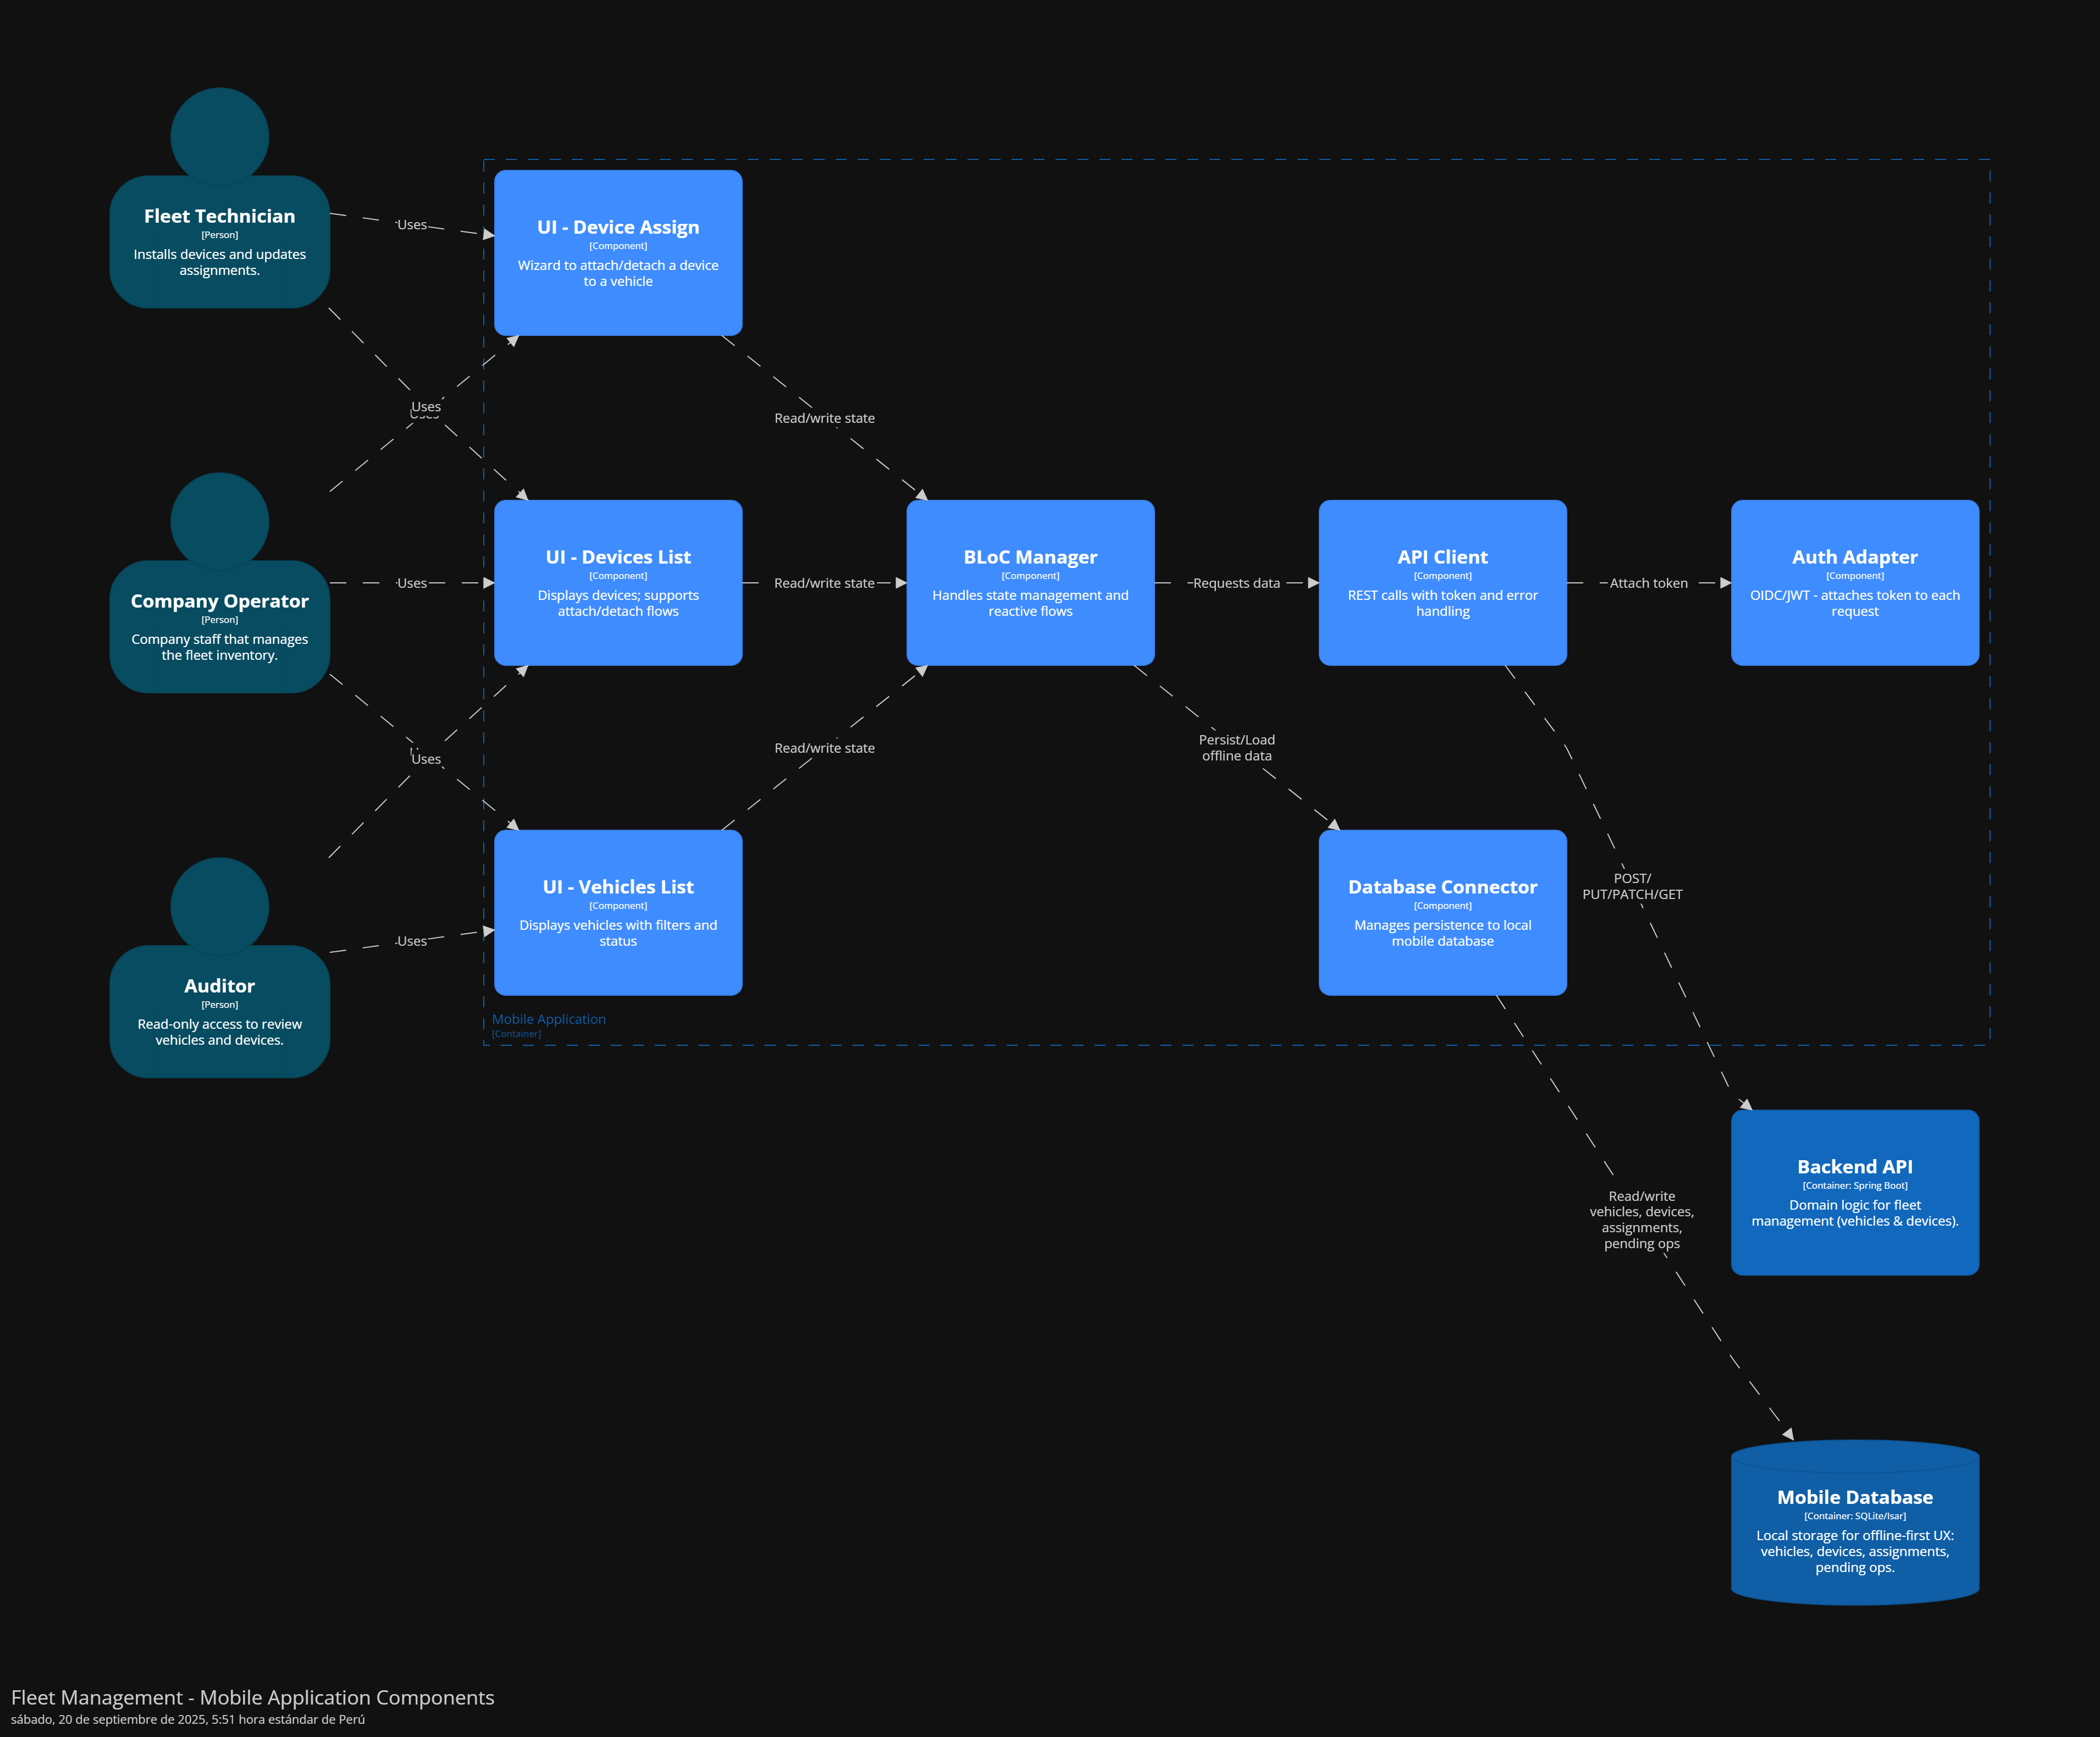 Fleet Technician
[Person]
Installs devices and updates
assignments.
Uses
UI - Device Assign
[Component]
Wizard to attach/detach a device
to a vehicle
Uses
Uses
Read/write state
Company Operator
[Person]
Company staff that manages
the fleet inventory.
Uses
UI - Devices List
[Component]
Displays devices; supports
attach/detach flows
Read/write state
BLoC Manager
[Component]
Handles state management and
reactive flows
Requests data
API Client
[Component]
REST calls with token and error
handling
Attach token
Auth Adapter
[Component]
OIDC/JWT - attaches token to each
request
Uses
Read/write state
Persist/Load
offline data
Auditor
[Person]
Read-only access to review
vehicles and devices.
Uses
UI - Vehicles List
[Component]
Displays vehicles with filters and
status
Database Connector
[Component]
Manages persistence to local
mobile database
POST/
PUT/PATCH/GET
Mobile Application
[Container]
Backend API
[Container: Spring Boot]
Domain logic for fleet
management (vehicles & devices).
Read/write
vehicles, devices,
assignments,
pending ops
Mobile Database
[Container: SQLite/Isar]
Local storage for offline-first UX:
vehicles, devices, assignments,
pending ops.
Fleet Management - Mobile Application Components
sábado, 20 de septiembre de 2025, 5:51 hora estándar de Perú